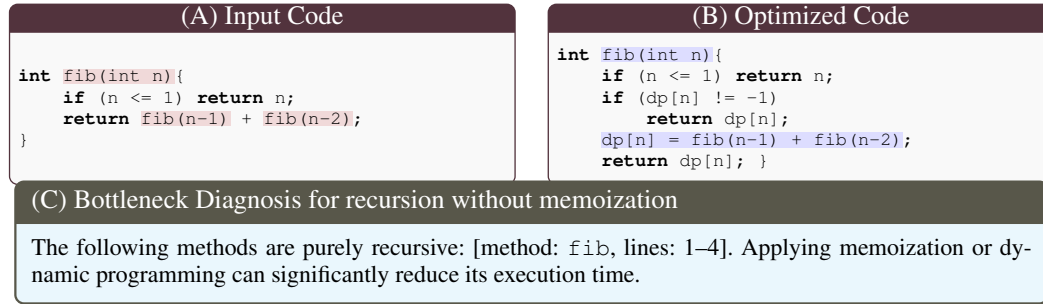 (A) Input Code
int fib(int n){
if (n <= 1) return n;
return fib(n-1) + fib(n-2);
}
(B) Optimized Code
int fib(int n){
if (n <= 1) return n;
if (dp[n] != -1)
return dp[n];
dp[n] = fib(n-1) + fib(n-2);
return dp[n]; }
(C) Bottleneck Diagnosis for recursion without memoization
The following methods are purely recursive: [method: fib, lines: 1–4]. Applying memoization or dy-
namic programming can significantly reduce its execution time.